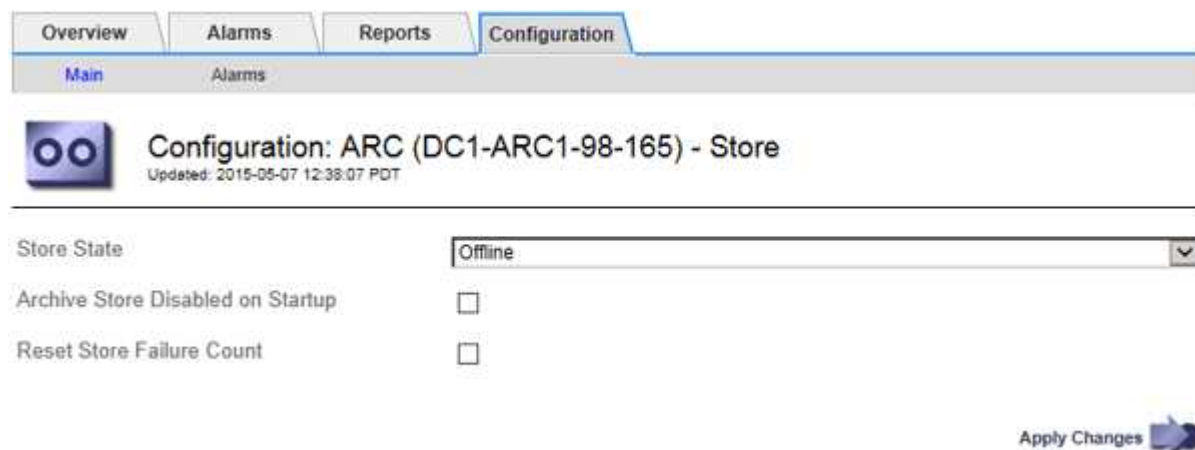 Overview Alarms Reports Configuration
Main Alarms
Configuration: ARC (DC1-ARC1-98-165) - Store
Updated: 2015-05-07 12:38:07 PDT
Store State Offline
Archive Store Disabled on Startup
Reset Store Failure Count
Apply Changes